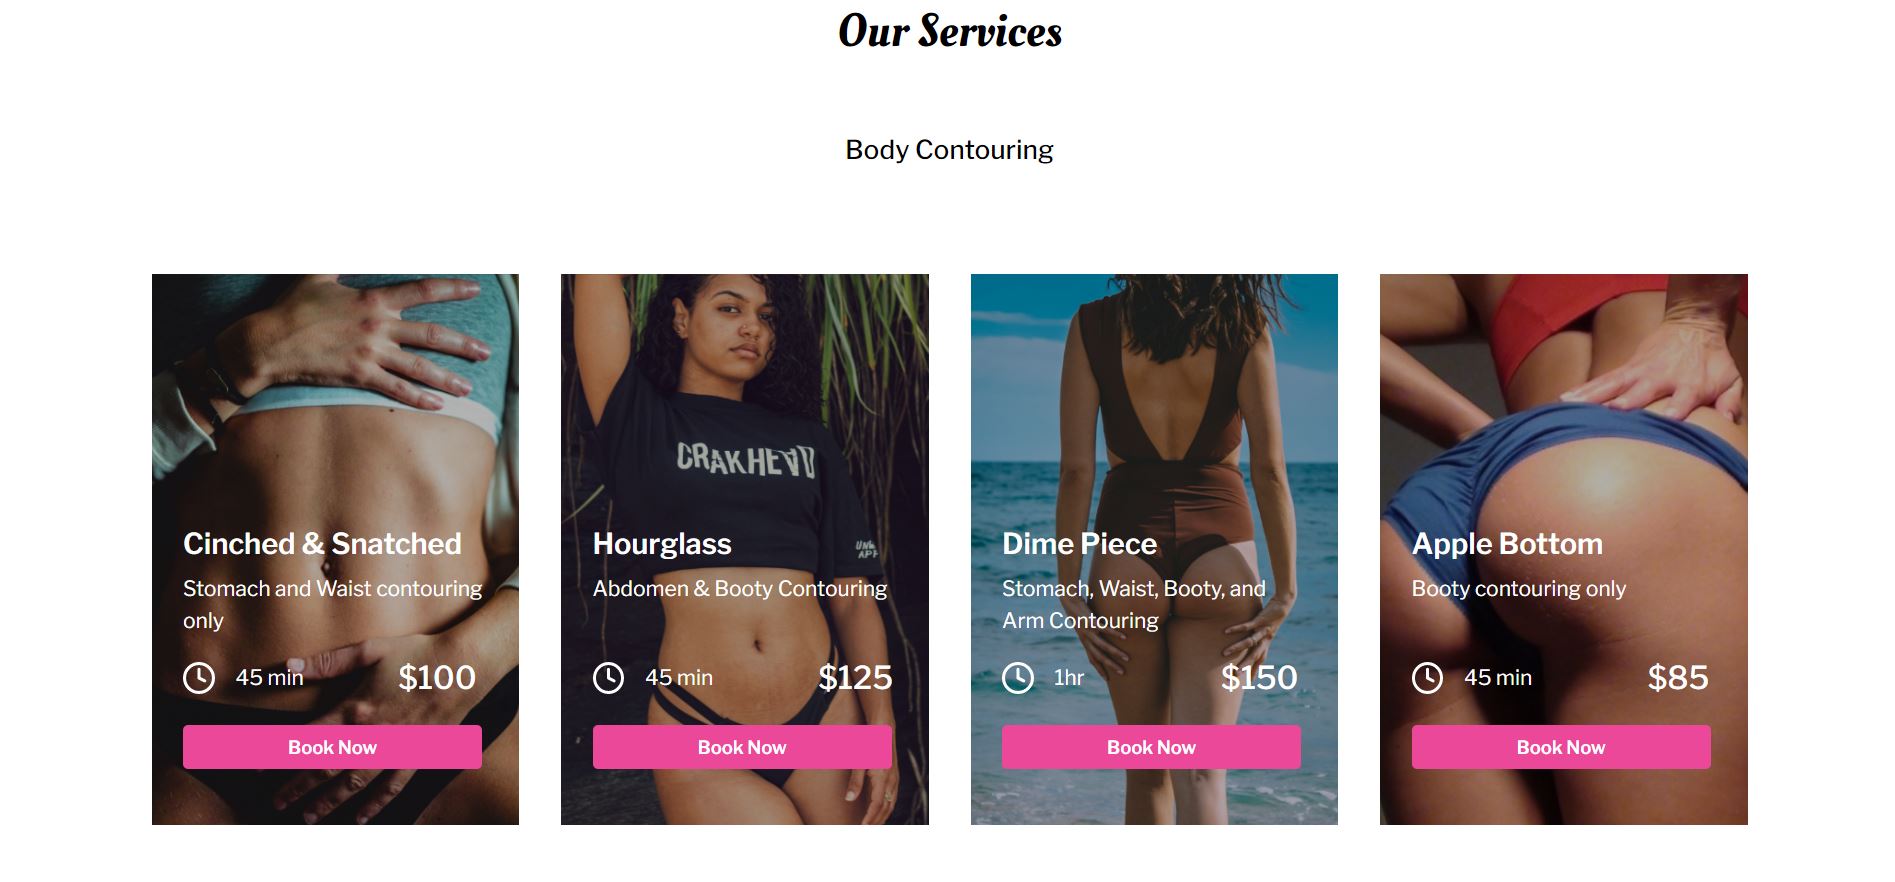 Our Services
Body Contouring
Cinched & Snatched
Stomach and Waist contouring
only
45 min
$100
Book Now
CRAKHEAD
Hourglass
Abdomen & Booty Contouring
45 min
$125
Book Now
Dime Piece
Stomach, Waist, Booty, and
Arm Contouring
1hr
$150
Book Now
Apple Bottom
Booty contouring only
45 min
$85
Book Now